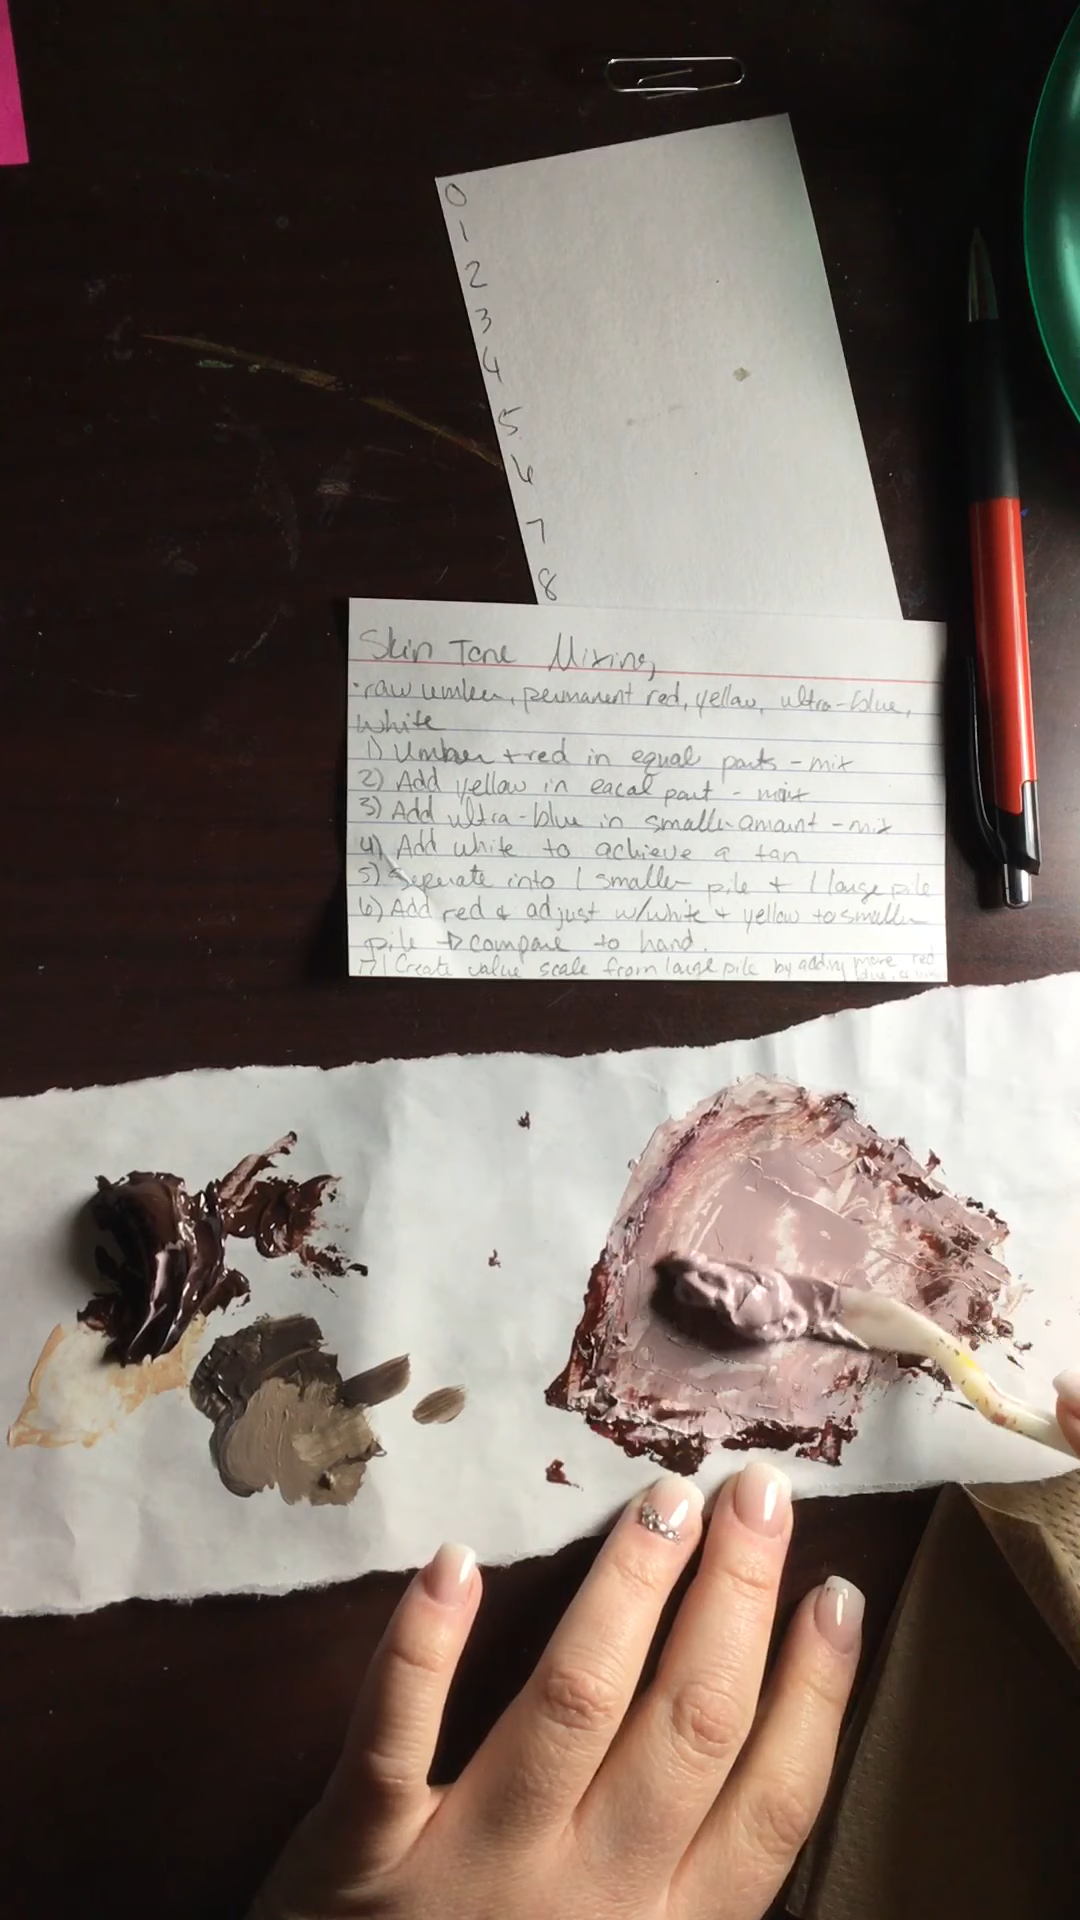 0
1
2
3
4
5
6
7
8
Skin Tone Mixing
·raw umber, permanent red, yellow, ultra-blue,
white
1) Umber + red in equal parts - mix
2) Add yellow in eacal part - mix
3) Add ultra-blue in smaller amount - mix
4) Add white to achieve a tan
5) Seperate into 1 smaller pile + 1 large pile
6) Add red & adjust w/white + yellow to smaller
pile → compare to hand.
7) Create value scale from large pile by adding more red
blue, &